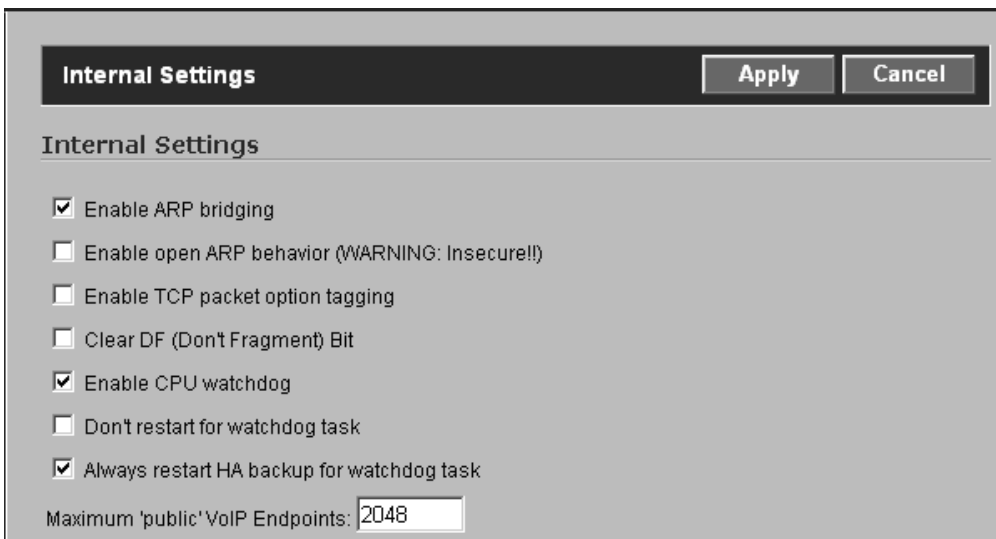 Internal Settings Apply Cancel
Internal Settings
Enable ARP bridging
Enable open ARP behavior (WARNING: Insecure!!)
Enable TCP packet option tagging
Clear DF (Don't Fragment) Bit
Enable CPU watchdog
Don't restart for watchdog task
Always restart HA backup for watchdog task
Maximum 'public' VoIP Endpoints: 2048